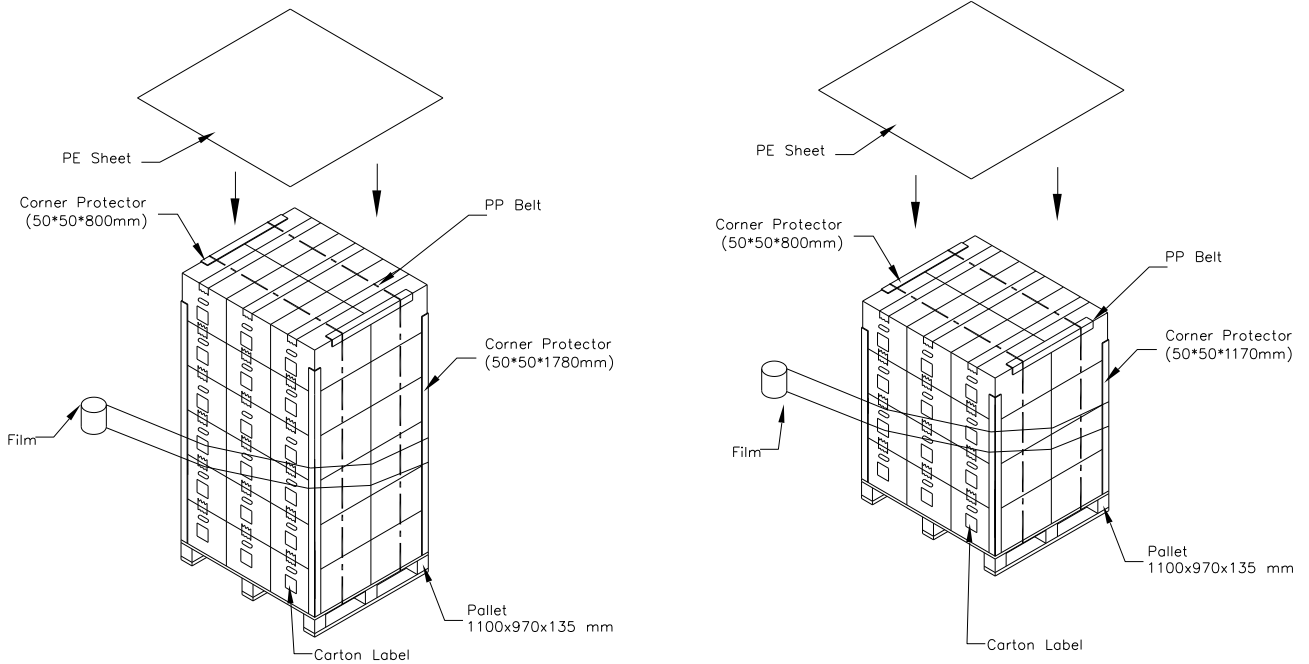 PE Sheet
Corner Protector
(50*50*800mm)
PP Belt
Corner Protector
(50*50*1780mm)
Film
Pallet
1100x970x135 mm
Carton Label
PE Sheet
Corner Protector
(50*50*800mm)
PP Belt
Corner Protector
(50*50*1170mm)
Film
Pallet
1100x970x135 mm
Carton Label